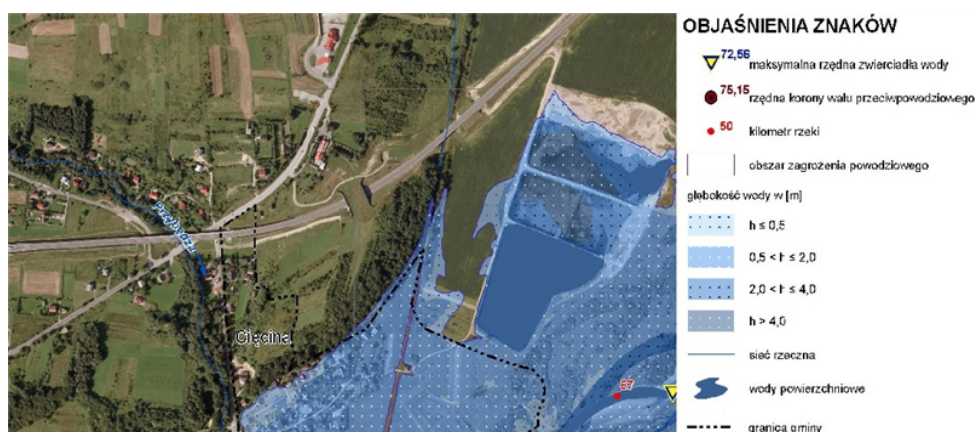 Przybędza
Cięcina
67
OBJAŚNIENIA ZNAKÓW
72,56 maksymalna rzędna zwierciadła wody
75,15 rzędna korony wału przeciwpowodziowego
50 kilometr rzeki
obszar zagrożenia powodziowego
głębokość wody w [m]
h ≤ 0,5
0,5 < h ≤ 2,0
2,0 < h ≤ 4,0
h > 4,0
sieć rzeczna
wody powierzchniowe
granica gminy